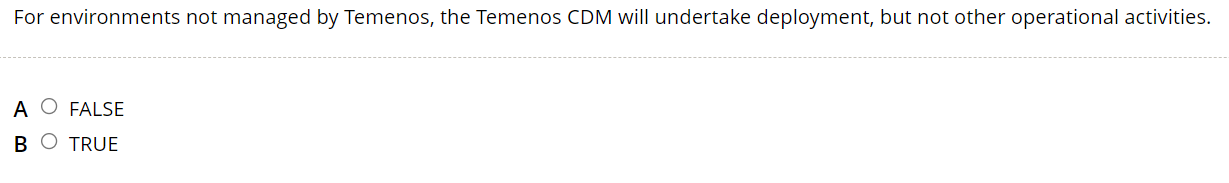 For environments not managed by Temenos, the Temenos CDM will undertake deployment, but not other operational activities.
A FALSE
B TRUE